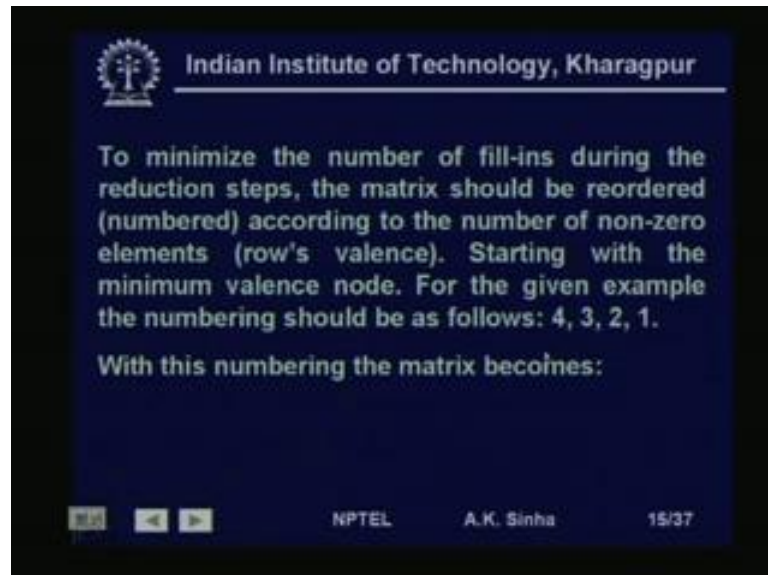 Indian Institute of Technology, Kharagpur
To minimize the number of fill-ins during the
reduction steps, the matrix should be reordered
(numbered) according to the number of non-zero
elements (row's valence). Starting with the
minimum valence node. For the given example
the numbering should be as follows: 4, 3, 2, 1.
With this numbering the matrix becomes:
NPTEL A.K. Sinha 15/37